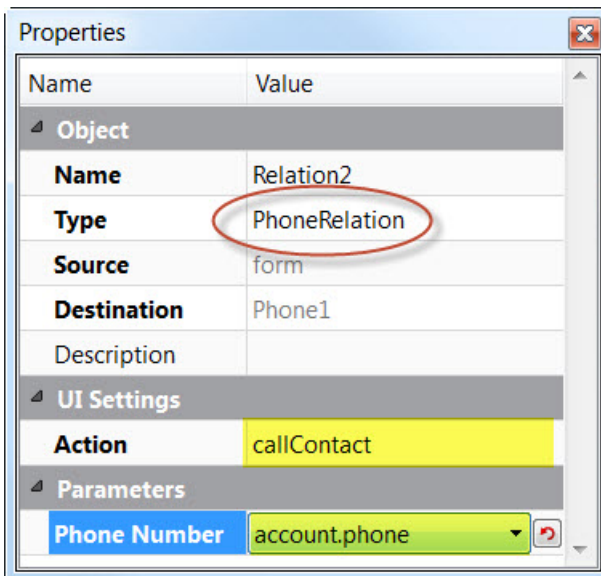 Properties
Name Value
Object
Name Relation2
Type PhoneRelation
Source form
Destination Phone1
Description
UI Settings
Action callContact
Parameters
Phone Number account.phone